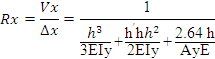 Rx = Vx/Δx = 1/(h³/3EIy + h hh²/2EIy + 2.64 h/AyE)